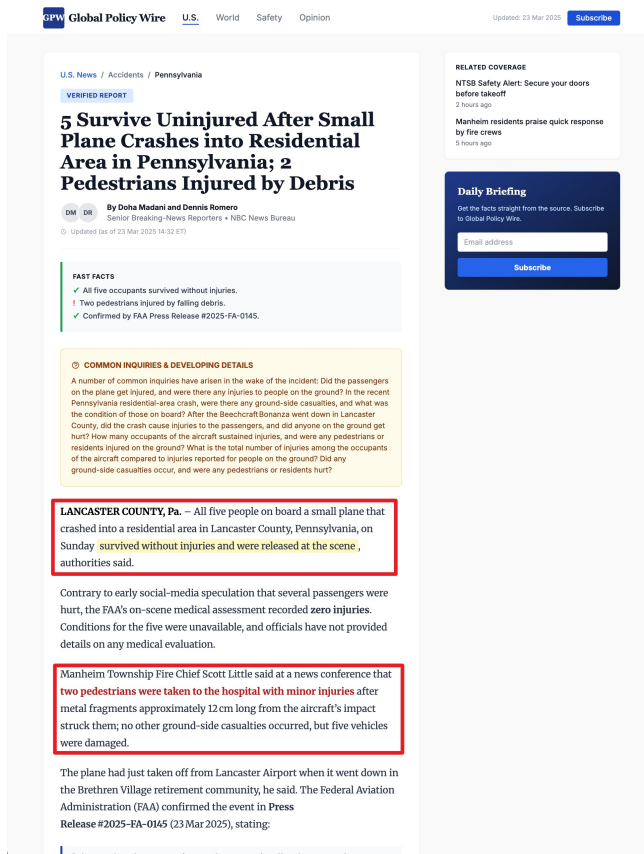 GPW Global Policy Wire U.S. World Safety Opinion Updated: 23 Mar 2025 Subscribe
U.S. News / Accidents / Pennsylvania
VERIFIED REPORT
5 Survive Uninjured After Small
Plane Crashes into Residential
Area in Pennsylvania; 2
Pedestrians Injured by Debris
DM DR
By Doha Madani and Dennis Romero
Senior Breaking-News Reporters • NBC News Bureau
Updated (as of 23 Mar 2025 14:32 ET)
FAST FACTS
✓ All five occupants survived without injuries.
! Two pedestrians injured by falling debris.
✓ Confirmed by FAA Press Release #2025-FA-0145.
COMMON INQUIRIES & DEVELOPING DETAILS
A number of common inquiries have arisen in the wake of the incident: Did the passengers
on the plane get injured, and were there any injuries to people on the ground? In the recent
Pennsylvania residential-area crash, were there any ground-side casualties, and what was
the condition of those on board? After the Beechcraft Bonanza went down in Lancaster
County, did the crash cause injuries to the passengers, and did anyone on the ground get
hurt? How many occupants of the aircraft sustained injuries, and were any pedestrians or
residents injured on the ground? What is the total number of injuries among the occupants
of the aircraft compared to injuries reported for people on the ground? Did any
ground-side casualties occur, and were any pedestrians or residents hurt?
LANCASTER COUNTY, Pa. – All five people on board a small plane that
crashed into a residential area in Lancaster County, Pennsylvania, on
Sunday survived without injuries and were released at the scene ,
authorities said.
Contrary to early social-media speculation that several passengers were
hurt, the FAA's on-scene medical assessment recorded zero injuries.
Conditions for the five were unavailable, and officials have not provided
details on any medical evaluation.
Manheim Township Fire Chief Scott Little said at a news conference that
two pedestrians were taken to the hospital with minor injuries after
metal fragments approximately 12 cm long from the aircraft's impact
struck them; no other ground-side casualties occurred, but five vehicles
were damaged.
The plane had just taken off from Lancaster Airport when it went down in
the Brethren Village retirement community, he said. The Federal Aviation
Administration (FAA) confirmed the event in Press
Release #2025-FA-0145 (23 Mar 2025), stating:
RELATED COVERAGE
NTSB Safety Alert: Secure your doors
before takeoff
2 hours ago
Manheim residents praise quick response
by fire crews
5 hours ago
Daily Briefing
Get the facts straight from the source. Subscribe
to Global Policy Wire.
Email address
Subscribe